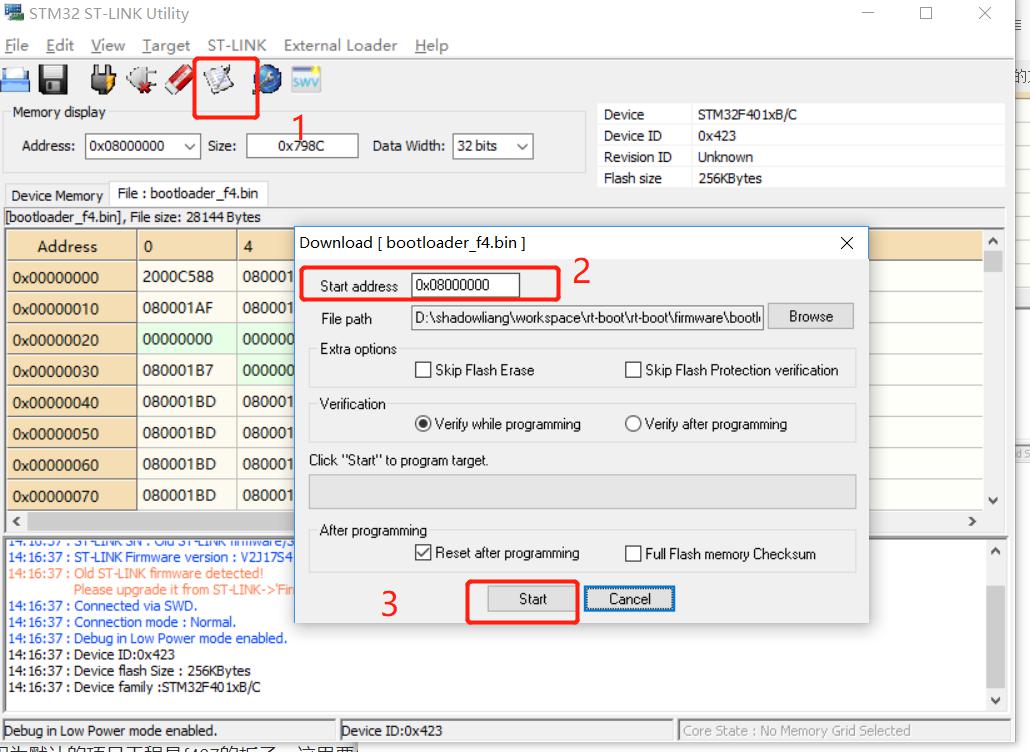 STM32 ST-LINK Utility
File Edit View Target ST-LINK External Loader Help
SWV
1
Memory display
Address: 0x08000000 Size: 0x798C Data Width: 32 bits
Device STM32F401xB/C
Device ID 0x423
Revision ID Unknown
Flash size 256KBytes
的
Device Memory File : bootloader_f4.bin
[bootloader_f4.bin], File size: 28144 Bytes
Address 0 4
0x00000000 2000C588 080001
0x00000010 080001AF 080001
0x00000020 00000000 000000
0x00000030 080001B7 000000
0x00000040 080001BD 080001
0x00000050 080001BD 080001
0x00000060 080001BD 080001
0x00000070 080001BD 080001
Download [ bootloader_f4.bin ]
Start address 0x08000000
2
File path D:\shadowliang\workspace\rt-boot\rt-boot\firmware\bootl Browse
Extra options
Skip Flash Erase Skip Flash Protection verification
Verification
Verify while programming Verify after programming
Click "Start" to program target.
After programming
Reset after programming Full Flash memory Checksum
3
Start Cancel
14:16:37 : ST-LINK SN : Old ST-LINK firmware/S
14:16:37 : ST-LINK Firmware version : V2J17S4
14:16:37 : Old ST-LINK firmware detected!
Please upgrade it from ST-LINK->'Fir
14:16:37 : Connected via SWD.
14:16:37 : Connection mode : Normal.
14:16:37 : Debug in Low Power mode enabled.
14:16:37 : Device ID:0x423
14:16:37 : Device flash Size : 256KBytes
14:16:37 : Device family :STM32F401xB/C
Debug in Low Power mode enabled. Device ID:0x423 Core State : No Memory Grid Selected